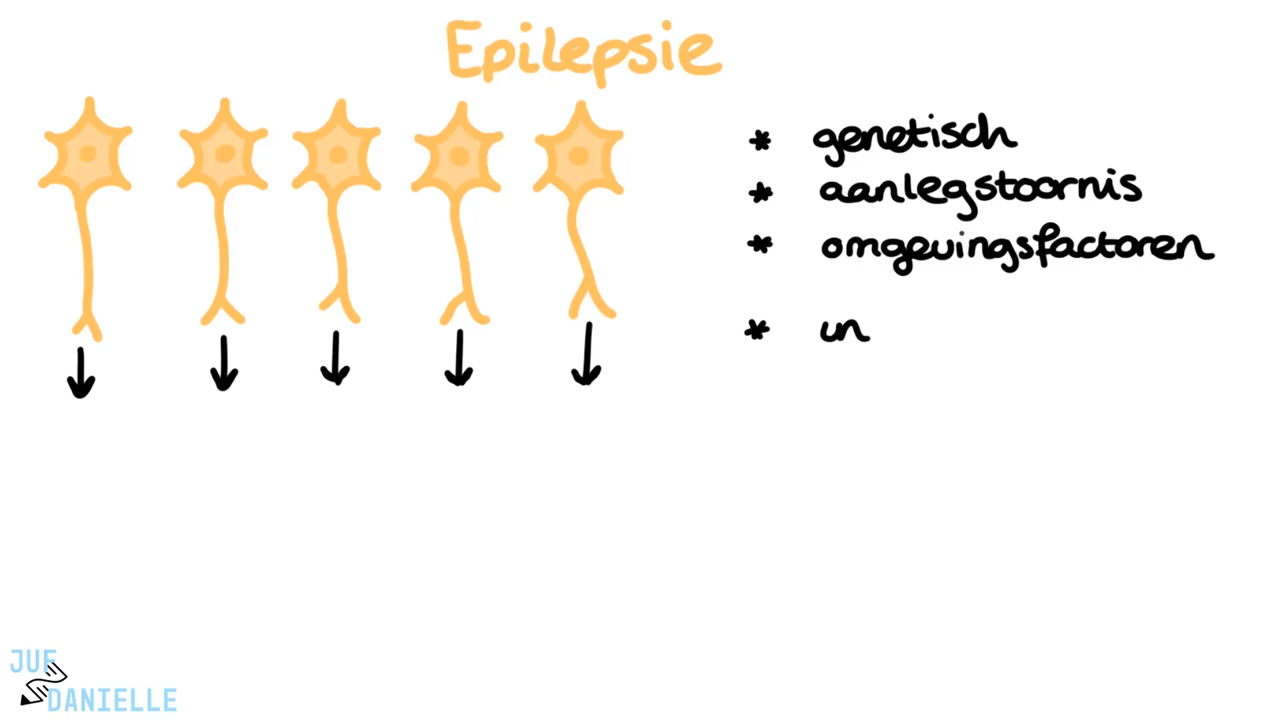 Epilepsie
* genetisch
* aanlegstoornis
* omgevingsfactoren
* un
JUF
DANIELLE